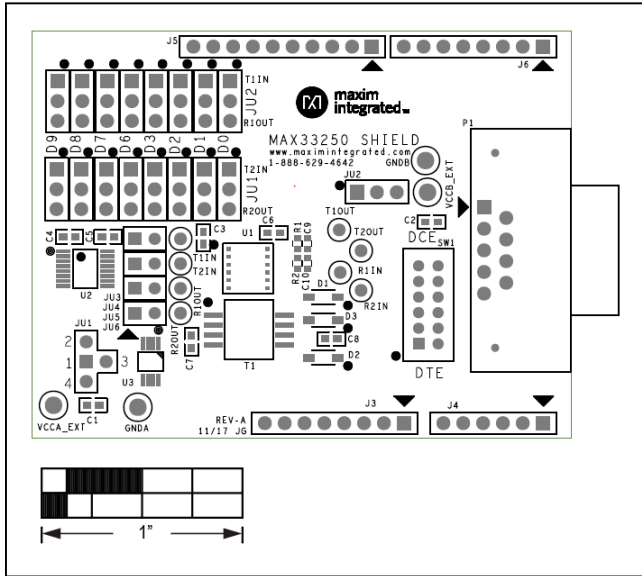 J5
J6
T1IN
R1OUT
JU2
D9 D8 D7 D6 D3 D2 D1 D0
maxim
integrated™
MAX33250 SHIELD
www.maximintegrated.com
1-888-629-4642
P1
GNDB
VCCB_EXT
JU2
T2IN
R2OUT
JU1
C4
C5
C3
C6
U1
R1
C9
T1OUT
T2OUT
C2
DCE
SW1
U2
T1IN
T2IN
R1OUT
R2
C10
R1IN
R2IN
JU3
JU4
JU5
JU6
D1
D3
C8
D2
JU1
2
1
3
4
U3
R2OUT
C7
T1
DTE
VCCA_EXT
C1
GNDA
REV-A
11/17 JG
J3
J4
1"